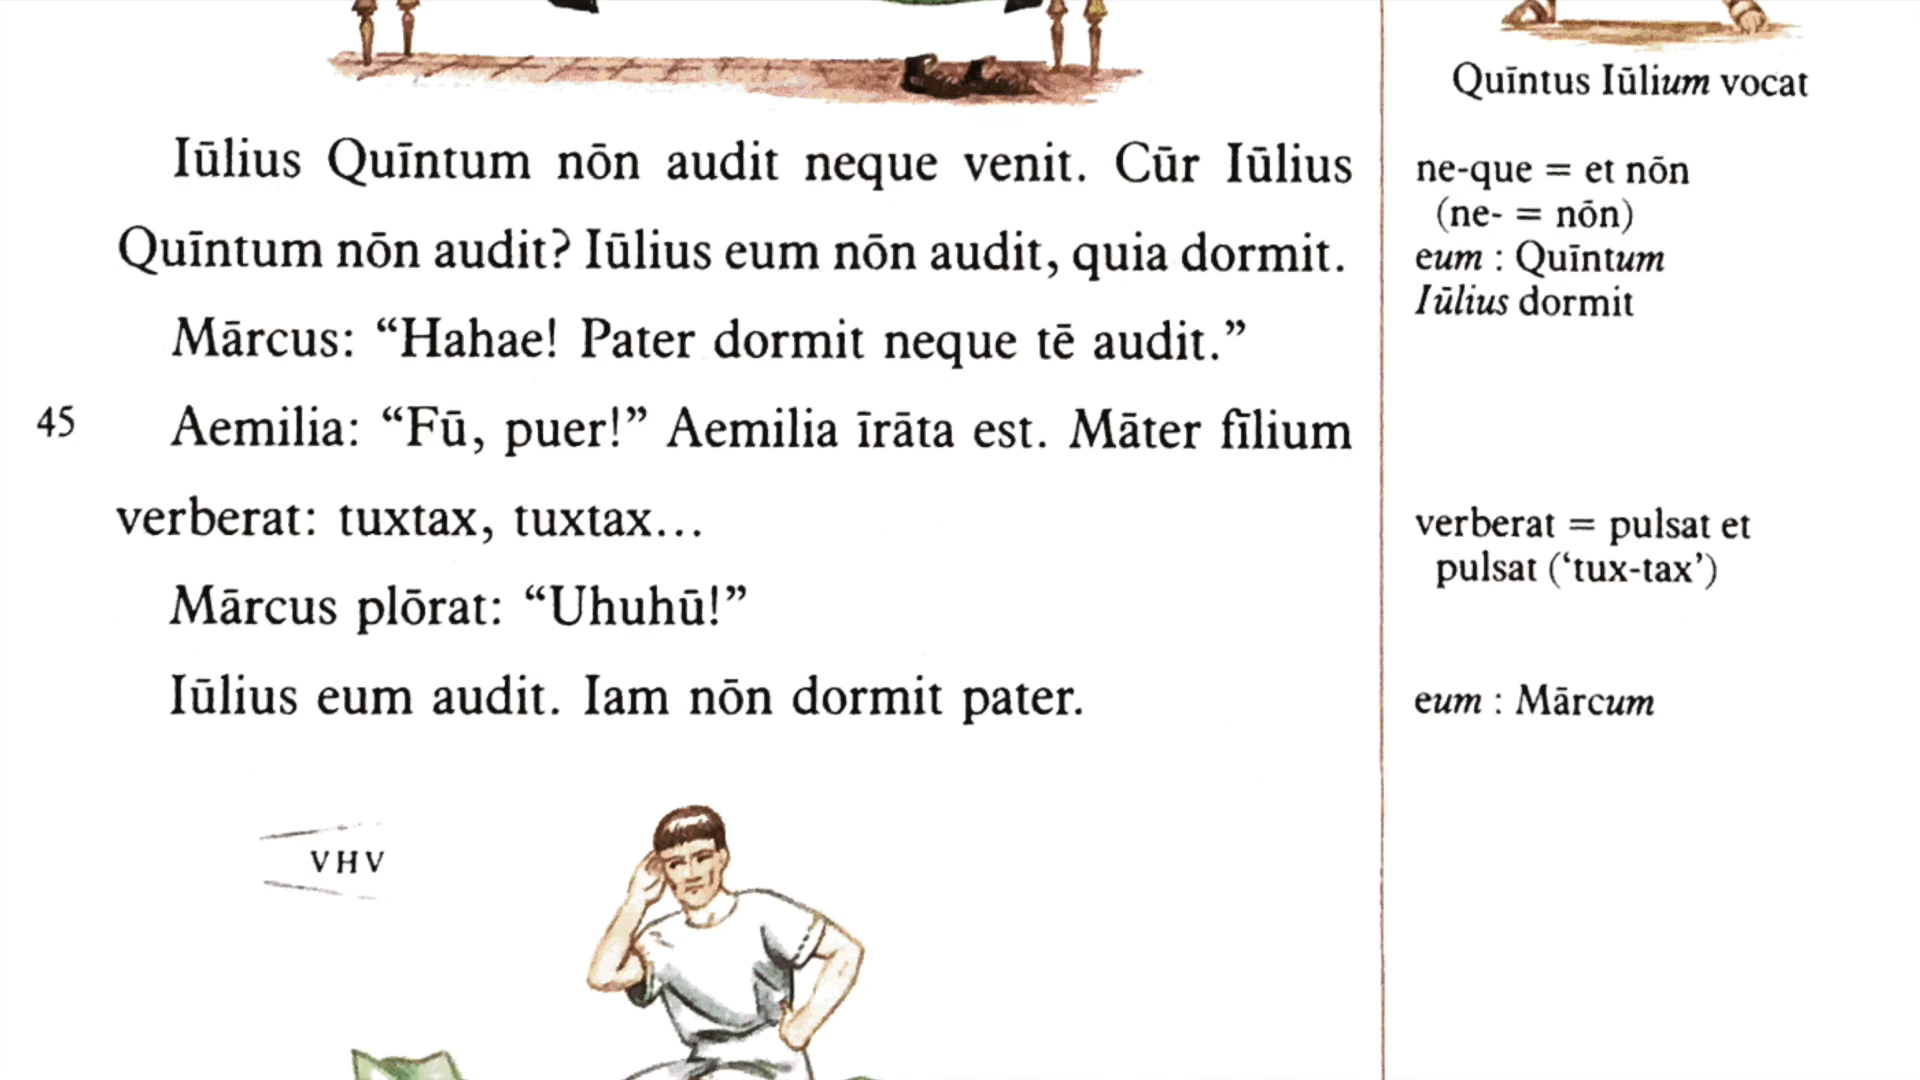 Iūlius Quīntum nōn audit neque venit. Cūr Iūlius
Quīntum nōn audit? Iūlius eum nōn audit, quia dormit.
Mārcus: “Hahae! Pater dormit neque tē audit.”
45 Aemilia: “Fū, puer!” Aemilia īrāta est. Māter fīlium
verberat: tuxtax, tuxtax...
Mārcus plōrat: “Uhuhū!”
Iūlius eum audit. Iam nōn dormit pater.
VHV
Quīntus Iūlium vocat
ne-que = et nōn
(ne- = nōn)
eum : Quīntum
Iūlius dormit
verberat = pulsat et
pulsat (‘tux-tax’)
eum : Mārcum